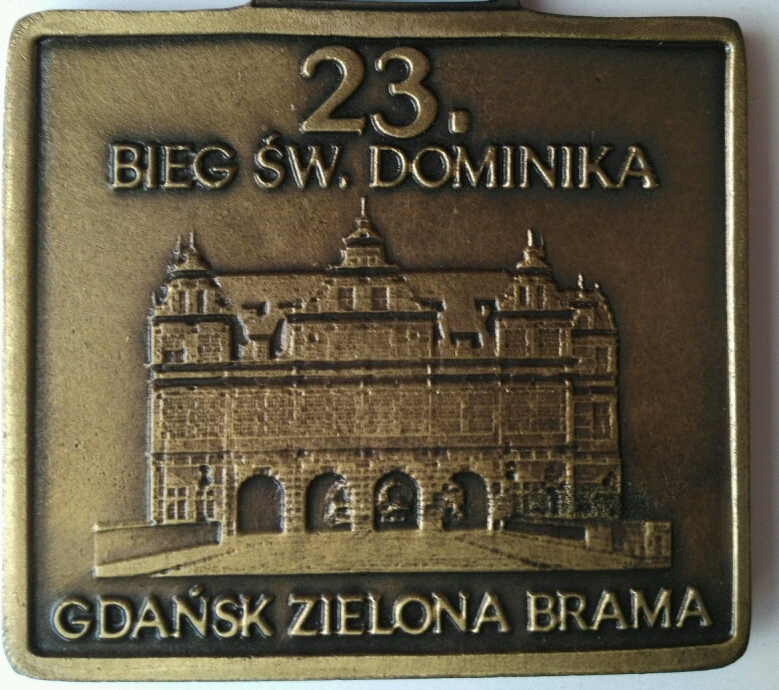 23.
BIEG ŚW. DOMINIKA
GDAŃSK ZIELONA BRAMA